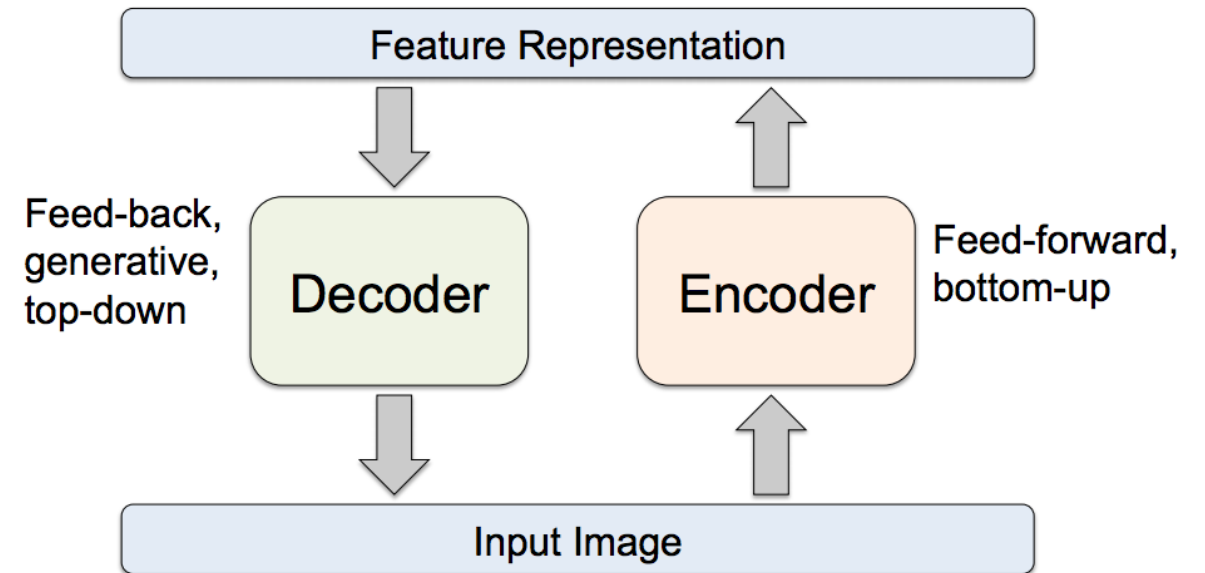 Feature Representation
Feed-back,
generative,
top-down
Decoder
Encoder
Feed-forward,
bottom-up
Input Image